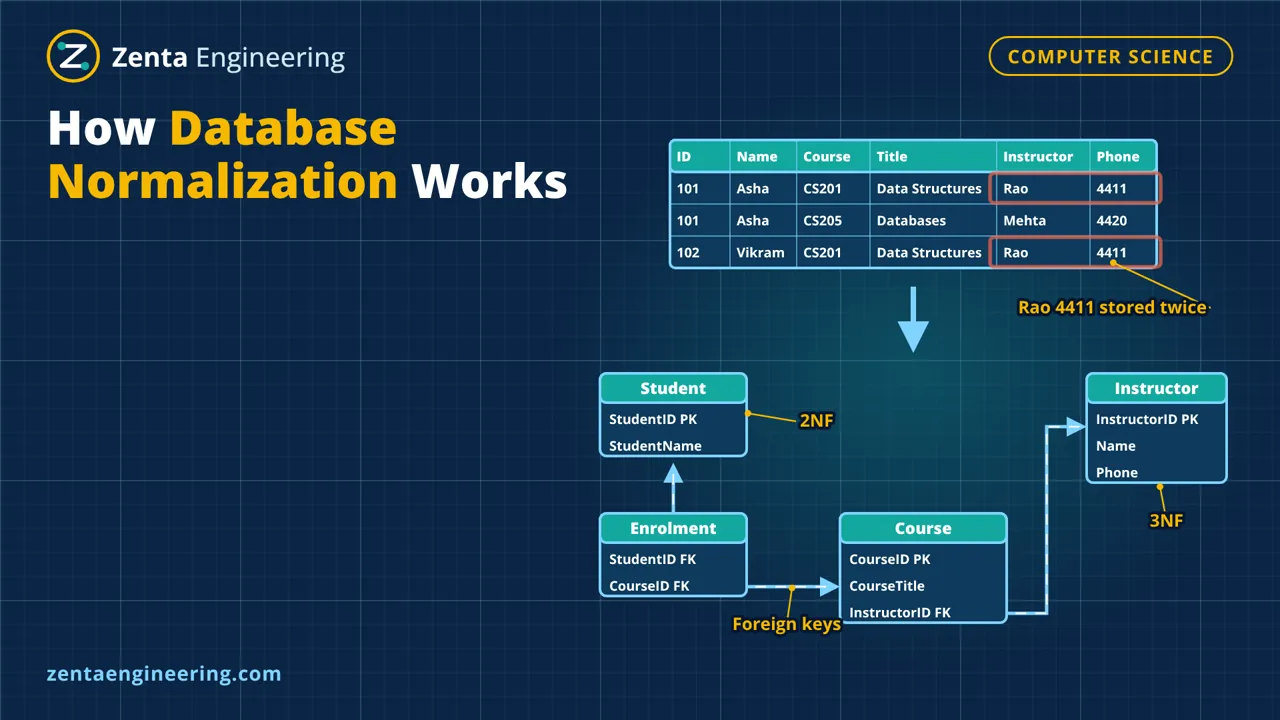 Zenta Engineering
COMPUTER SCIENCE
How Database
Normalization Works
ID Name Course Title Instructor Phone
101 Asha CS201 Data Structures Rao 4411
101 Asha CS205 Databases Mehta 4420
102 Vikram CS201 Data Structures Rao 4411
Rao 4411 stored twice
Student
StudentID PK
StudentName
2NF
Instructor
InstructorID PK
Name
Phone
3NF
Enrolment
StudentID FK
CourseID FK
Foreign keys
Course
CourseID PK
CourseTitle
InstructorID FK
zentaengineering.com